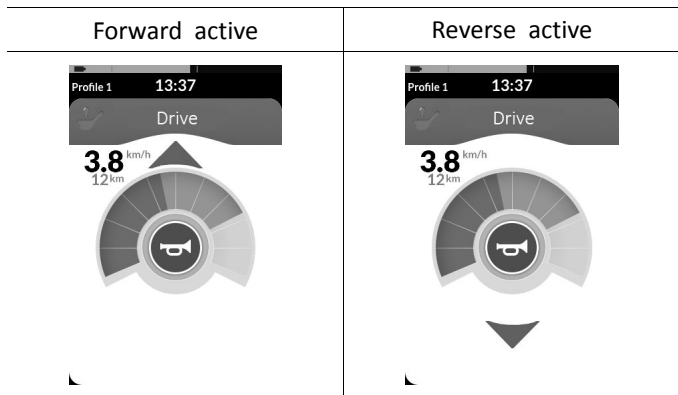 Forward active
Reverse active
Profile 1 13:37
Drive
3.8 km/h
12 km
Profile 1 13:37
Drive
3.8 km/h
12 km